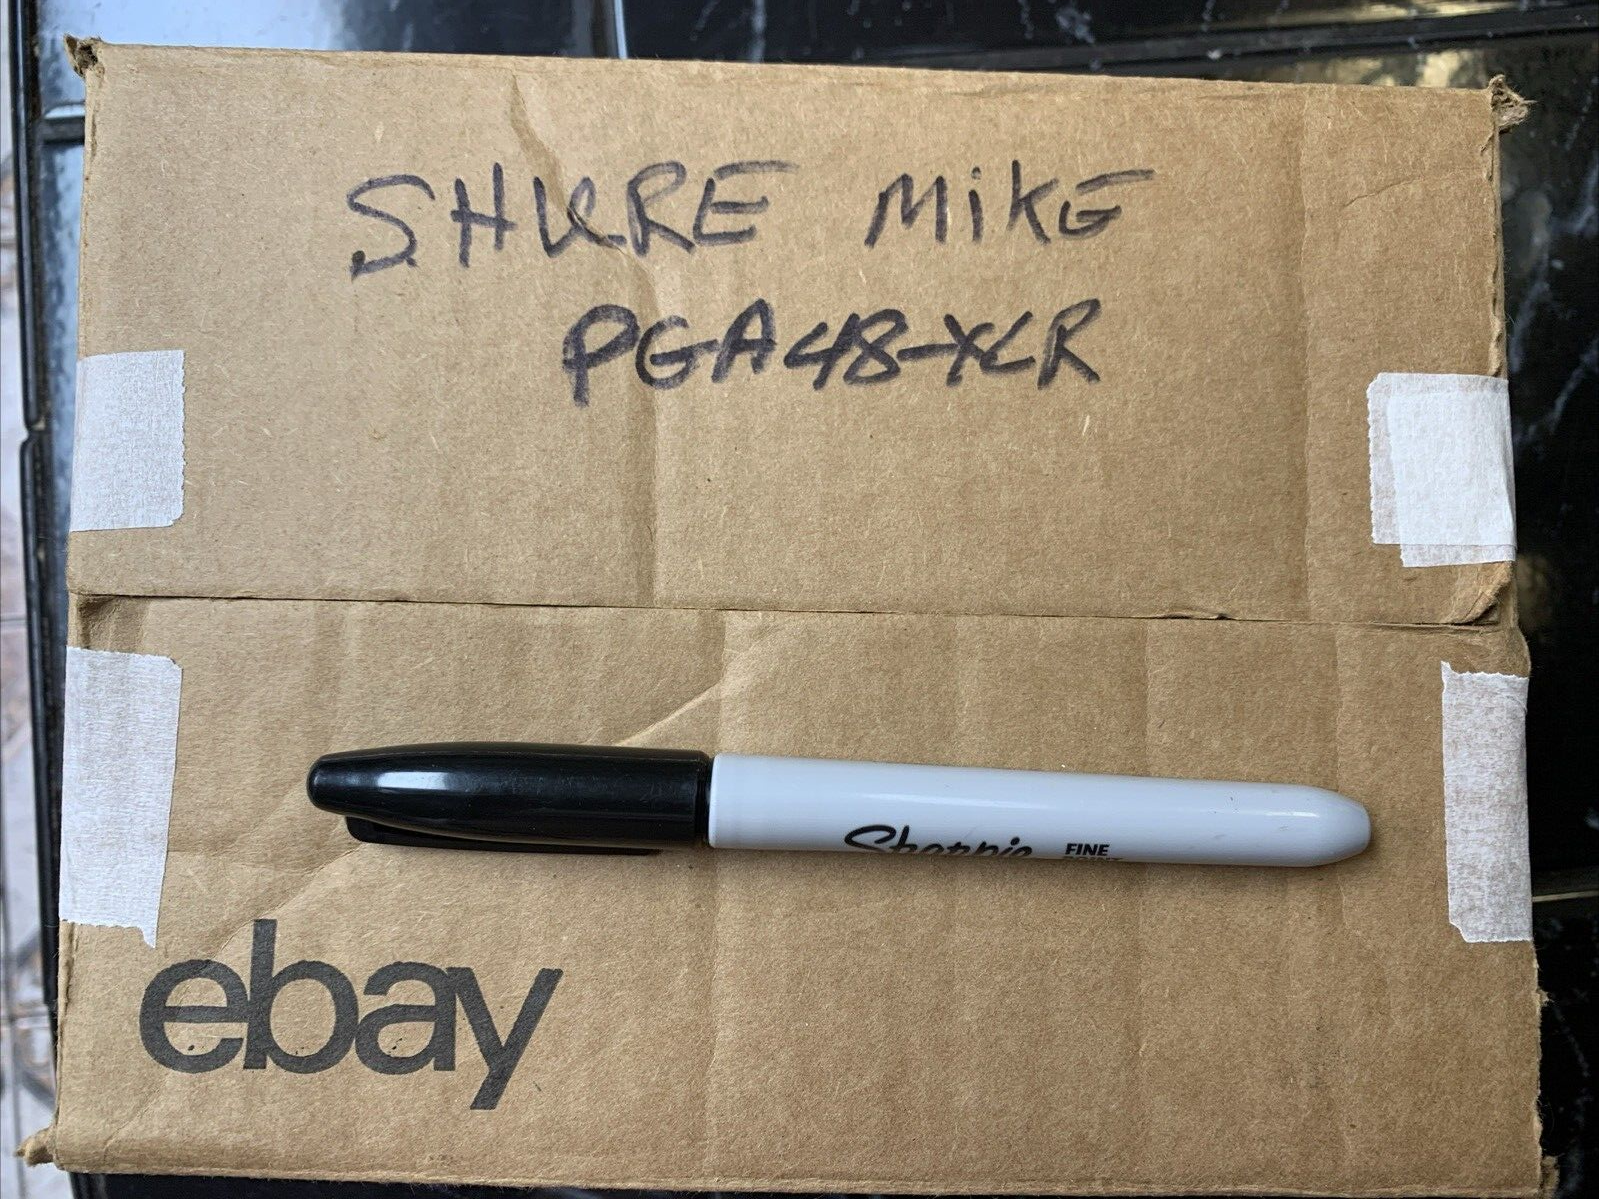 SHURE MiKE
PGA48-XLR
Sharpie FINE
ebay